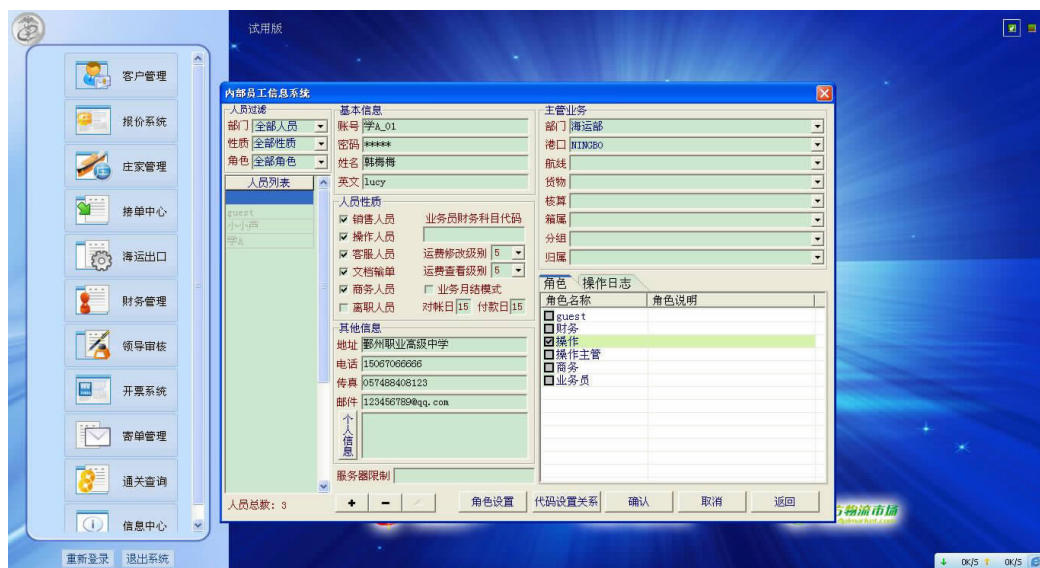 试用版
客户管理
报价系统
庄家管理
接单中心
海运出口
财务管理
领导审核
开票系统
寄单管理
通关查询
信息中心
重新登录 退出系统
内部员工信息系统
人员过滤
部门 全部人员
性质 全部性质
角色 全部角色
人员列表
guest
小小声
学A
人员总数: 3
基本信息
账号 学A_01
密码 *****
姓名 韩梅梅
英文 lucy
人员性质
销售人员 业务员财务科目代码
操作人员
客服人员 运费修改级别 5
文档输单 运费查看级别 5
商务人员 业务月结模式
离职人员 对帐日 15 付款日 15
其他信息
地址 鄞州职业高级中学
电话 15067066666
传真 057488408123
邮件 123456789@qq.com
个人信息
服务器限制
主管业务
部门 海运部
港口 NINGBO
航线
货物
核算
箱属
分组
归属
角色 操作日志
角色名称 角色说明
guest
财务
操作
操作主管
商务
业务员
+ - 角色设置 代码设置关系 确认 取消 返回
方物流市场
0K/S 0K/S